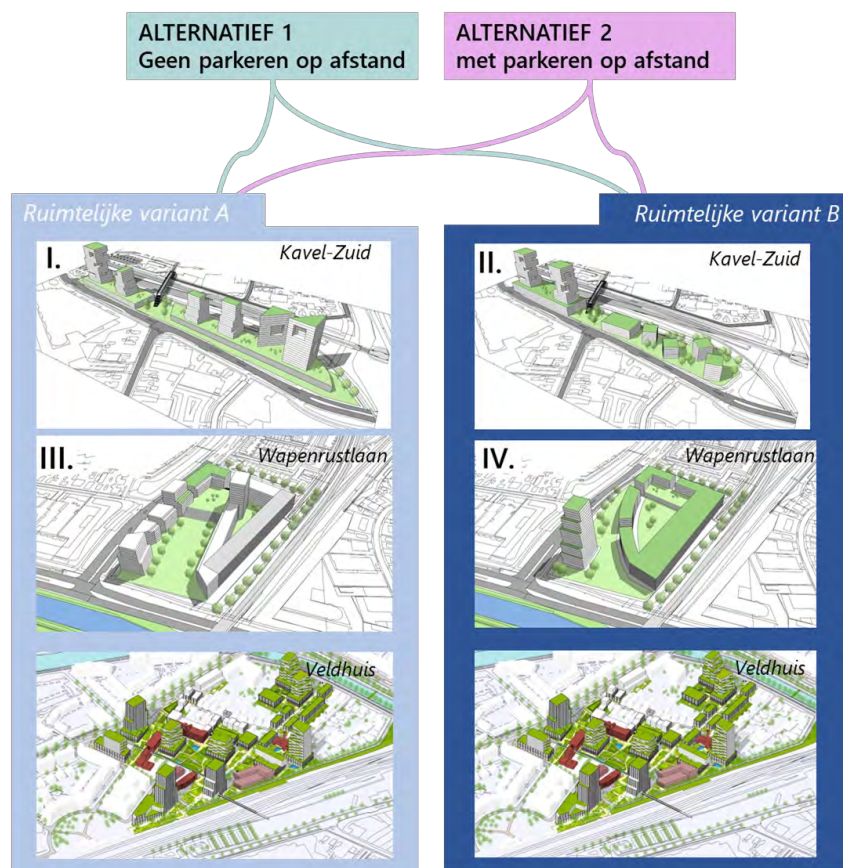 ALTERNATIEF 1
Geen parkeren op afstand
ALTERNATIEF 2
met parkeren op afstand
Ruimtelijke variant A
I.
Kavel-Zuid
III.
Wapenrustlaan
Veldhuis
Ruimtelijke variant B
II.
Kavel-Zuid
IV.
Wapenrustlaan
Veldhuis